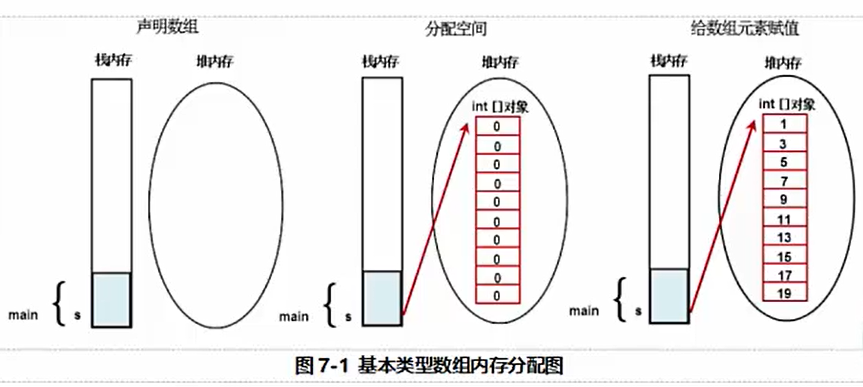 声明数组
栈内存 堆内存
main { s
分配空间
栈内存 堆内存
int 口对象
0
0
0
0
0
0
0
0
0
0
main { s
给数组元素赋值
栈内存 堆内存
int 口对象
1
3
5
7
9
11
13
15
17
19
main { s
图 7-1 基本类型数组内存分配图